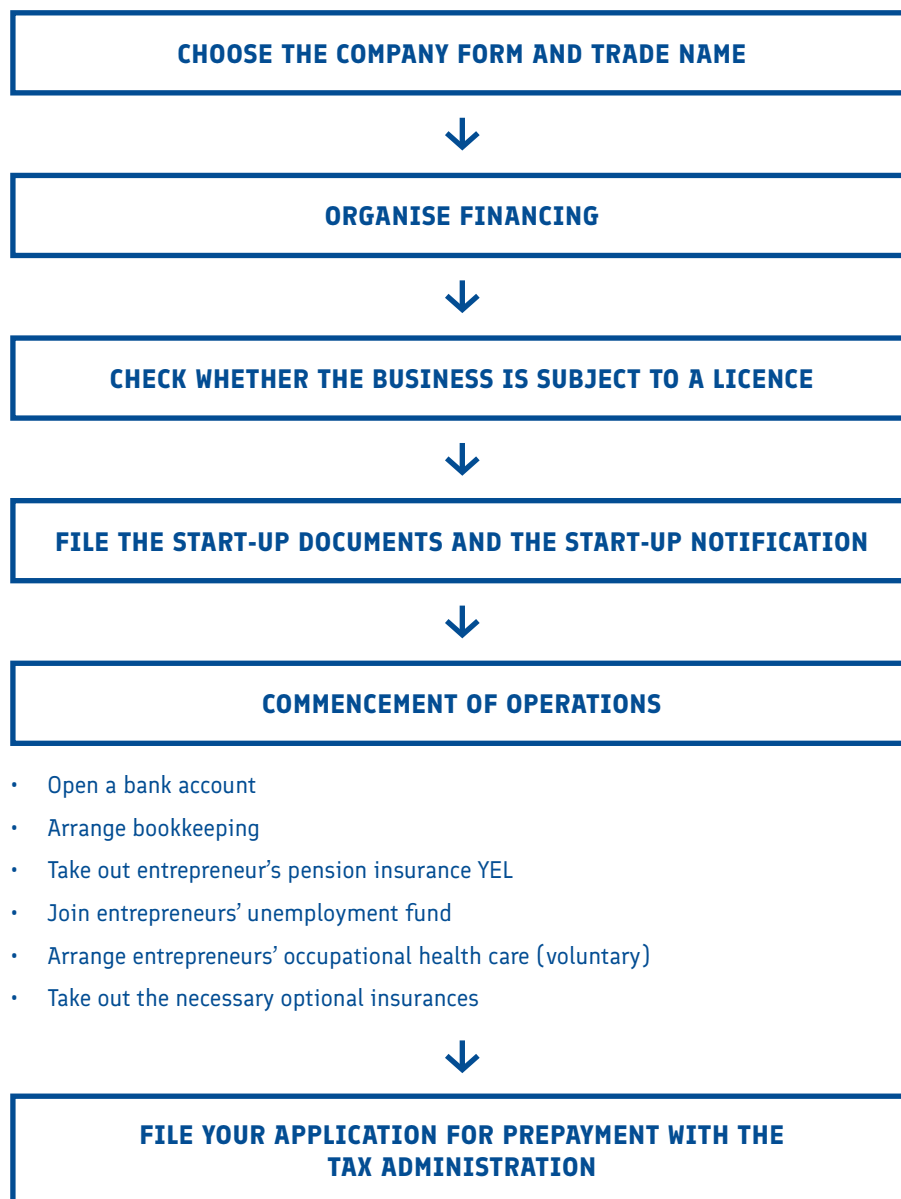 CHOOSE THE COMPANY FORM AND TRADE NAME
ORGANISE FINANCING
CHECK WHETHER THE BUSINESS IS SUBJECT TO A LICENCE
FILE THE START-UP DOCUMENTS AND THE START-UP NOTIFICATION
COMMENCEMENT OF OPERATIONS
• Open a bank account
• Arrange bookkeeping
• Take out entrepreneur’s pension insurance YEL
• Join entrepreneurs’ unemployment fund
• Arrange entrepreneurs’ occupational health care (voluntary)
• Take out the necessary optional insurances
FILE YOUR APPLICATION FOR PREPAYMENT WITH THE
TAX ADMINISTRATION